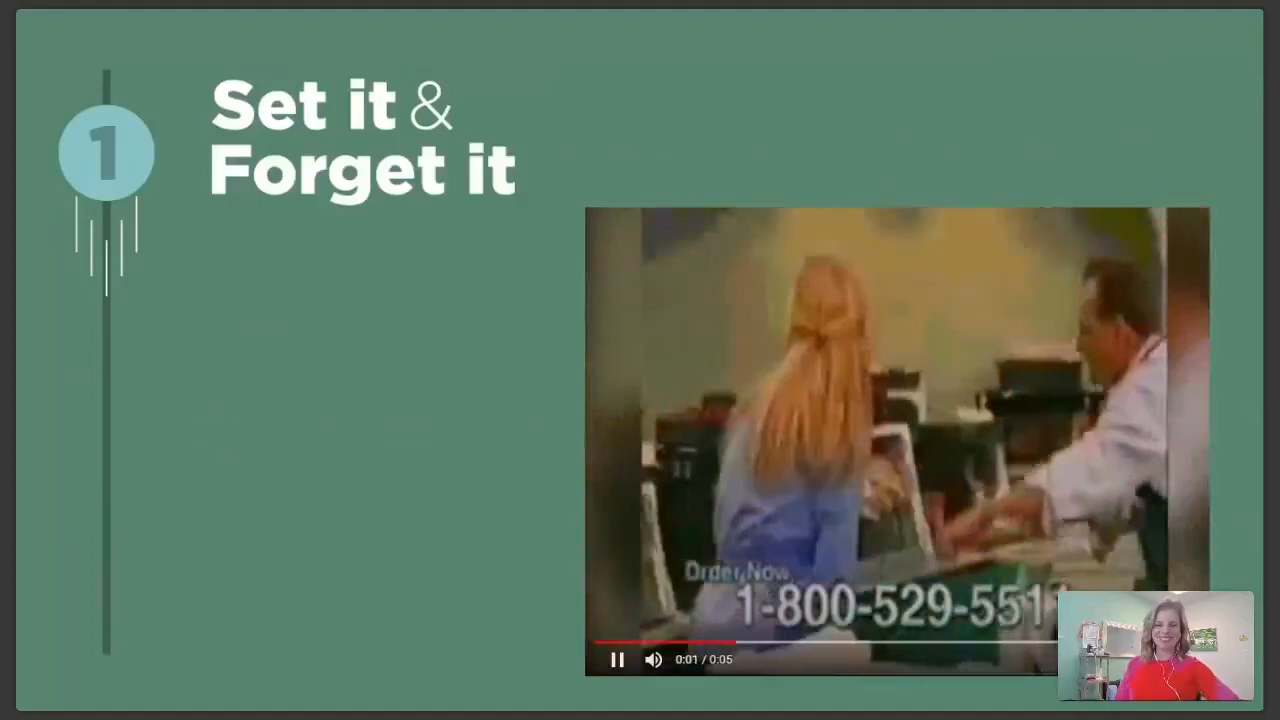 1
Set it &
Forget it
Order Now
1-800-529-551
0:01 / 0:05